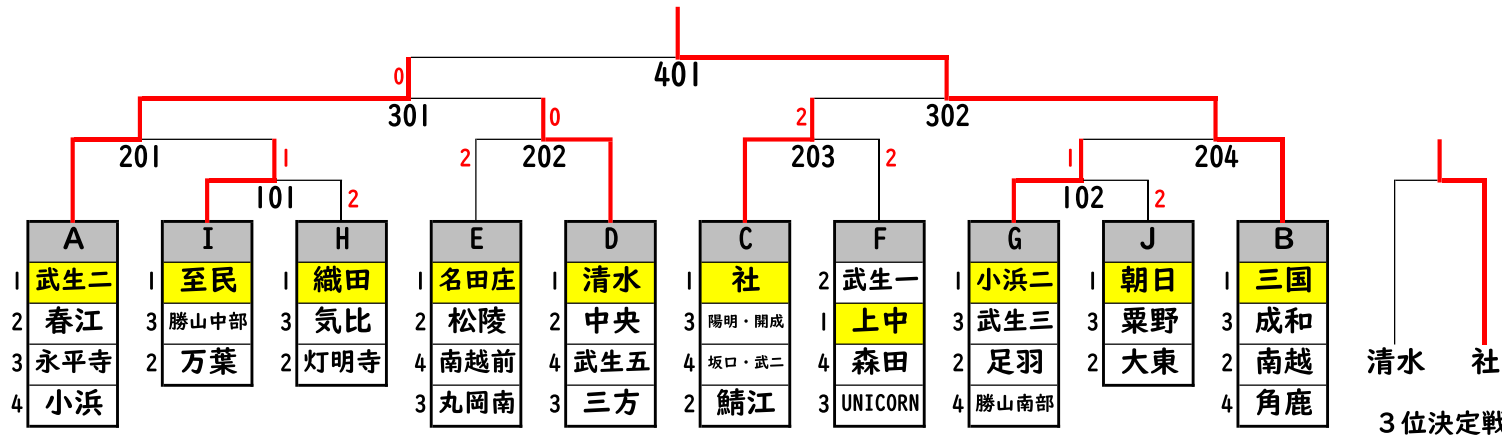 401
0
301 302
0 2
201 202 203 204
1 2 2 1
101 102
2 2
A I H E D C F G J B
1 武生二 1 至民 1 織田 1 名田庄 1 清水 1 社 2 武生一 1 小浜二 1 朝日 1 三国
2 春江 3 勝山中部 3 気比 2 松陵 2 中央 3 陽明・開成 1 上中 3 武生三 3 粟野 3 成和
3 永平寺 2 万葉 2 灯明寺 4 南越前 4 武生五 4 坂口・武二 4 森田 2 足羽 2 大東 2 南越
4 小浜 3 丸岡南 3 三方 2 鯖江 3 UNICORN 4 勝山南部 4 角鹿
清水 社
３位決定戦